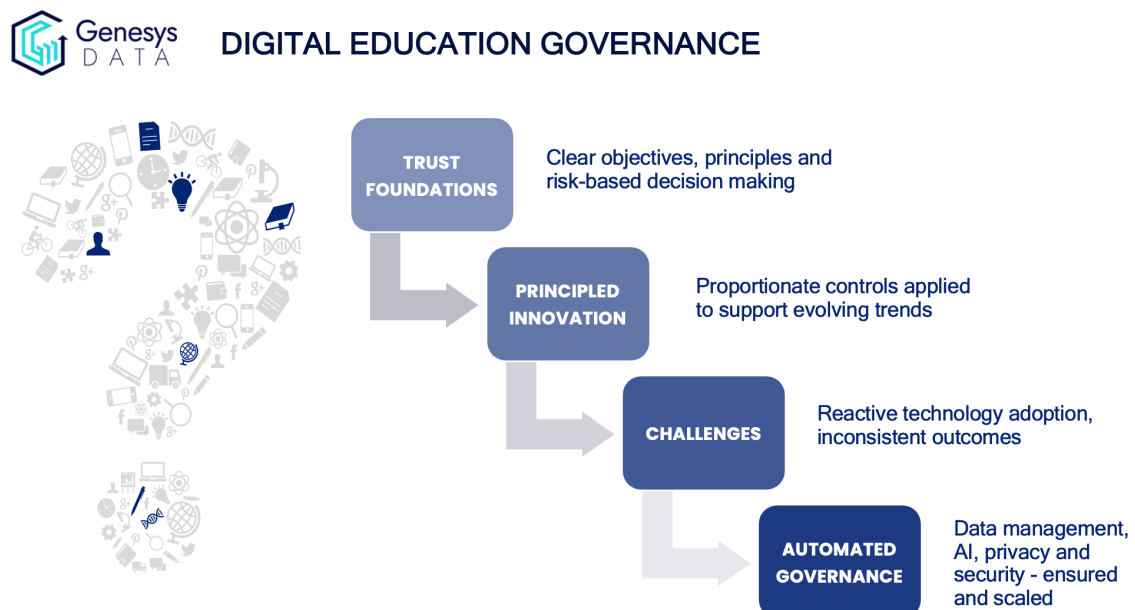 Genesys
DATA
DIGITAL EDUCATION GOVERNANCE
TRUST
FOUNDATIONS
Clear objectives, principles and
risk-based decision making
PRINCIPLED
INNOVATION
Proportionate controls applied
to support evolving trends
CHALLENGES
Reactive technology adoption,
inconsistent outcomes
AUTOMATED
GOVERNANCE
Data management,
AI, privacy and
security - ensured
and scaled